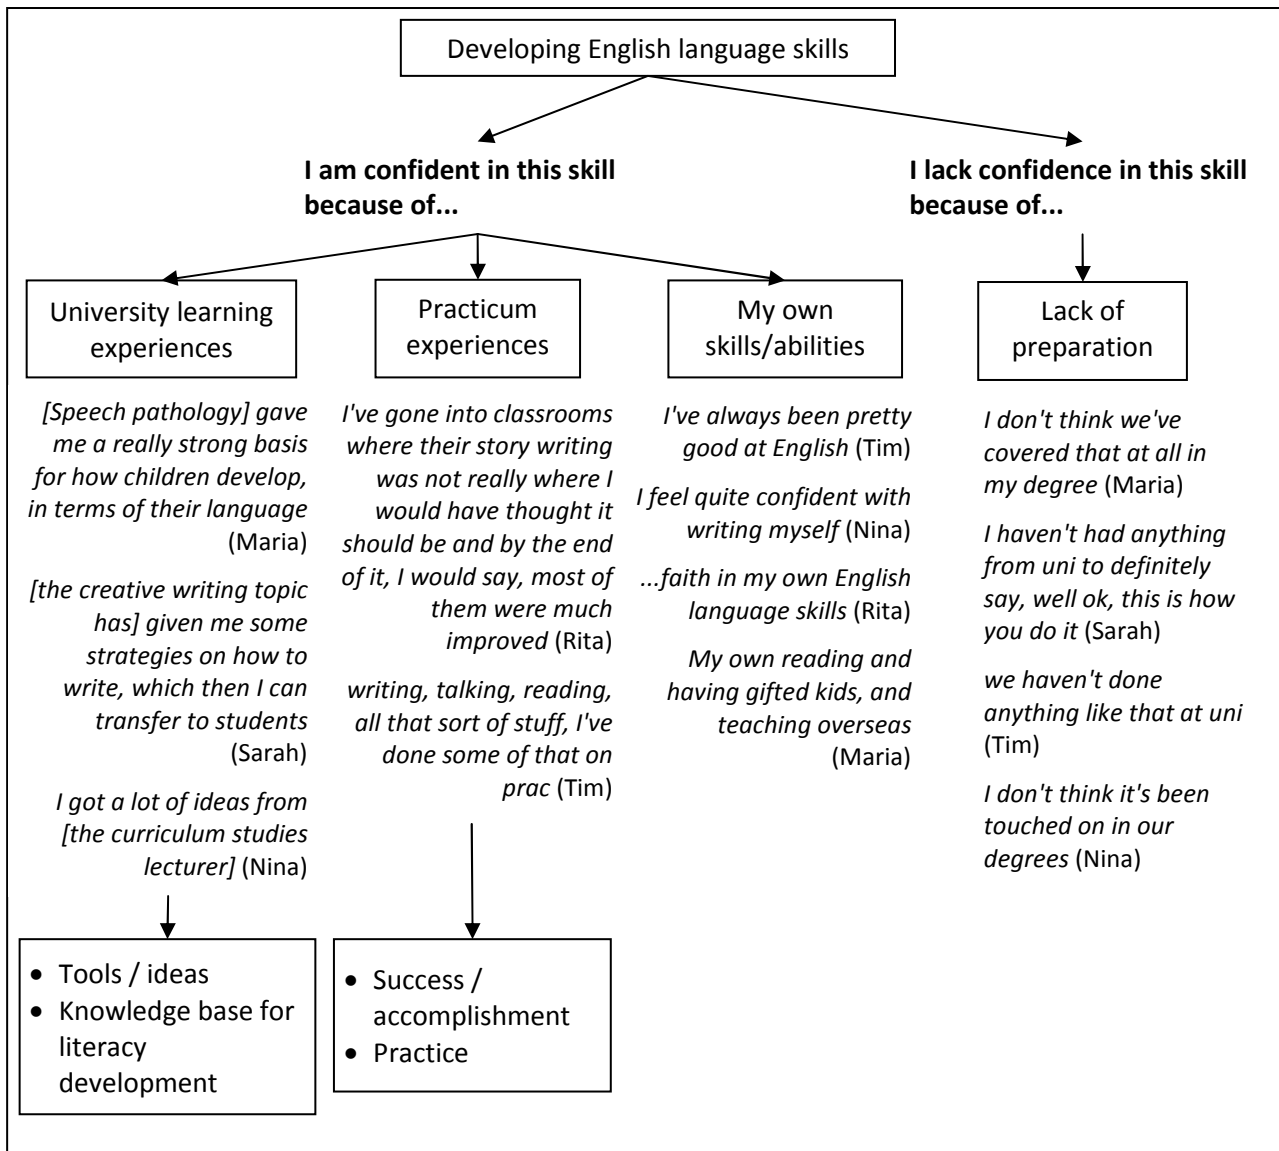 Developing English language skills
I am confident in this skill
because of...
I lack confidence in this skill
because of...
University learning
experiences
Practicum
experiences
My own
skills/abilities
Lack of
preparation
[Speech pathology] gave
me a really strong basis
for how children develop,
in terms of their language
(Maria)
[the creative writing topic
has] given me some
strategies on how to
write, which then I can
transfer to students
(Sarah)
I got a lot of ideas from
[the curriculum studies
lecturer] (Nina)
I've gone into classrooms
where their story writing
was not really where I
would have thought it
should be and by the end
of it, I would say, most of
them were much
improved (Rita)
writing, talking, reading,
all that sort of stuff, I've
done some of that on
prac (Tim)
I've always been pretty
good at English (Tim)
I feel quite confident with
writing myself (Nina)
...faith in my own English
language skills (Rita)
My own reading and
having gifted kids, and
teaching overseas
(Maria)
I don't think we've
covered that at all in
my degree (Maria)
I haven't had anything
from uni to definitely
say, well ok, this is how
you do it (Sarah)
we haven't done
anything like that at uni
(Tim)
I don't think it's been
touched on in our
degrees (Nina)
• Tools / ideas
• Knowledge base for
literacy
development
• Success /
accomplishment
• Practice